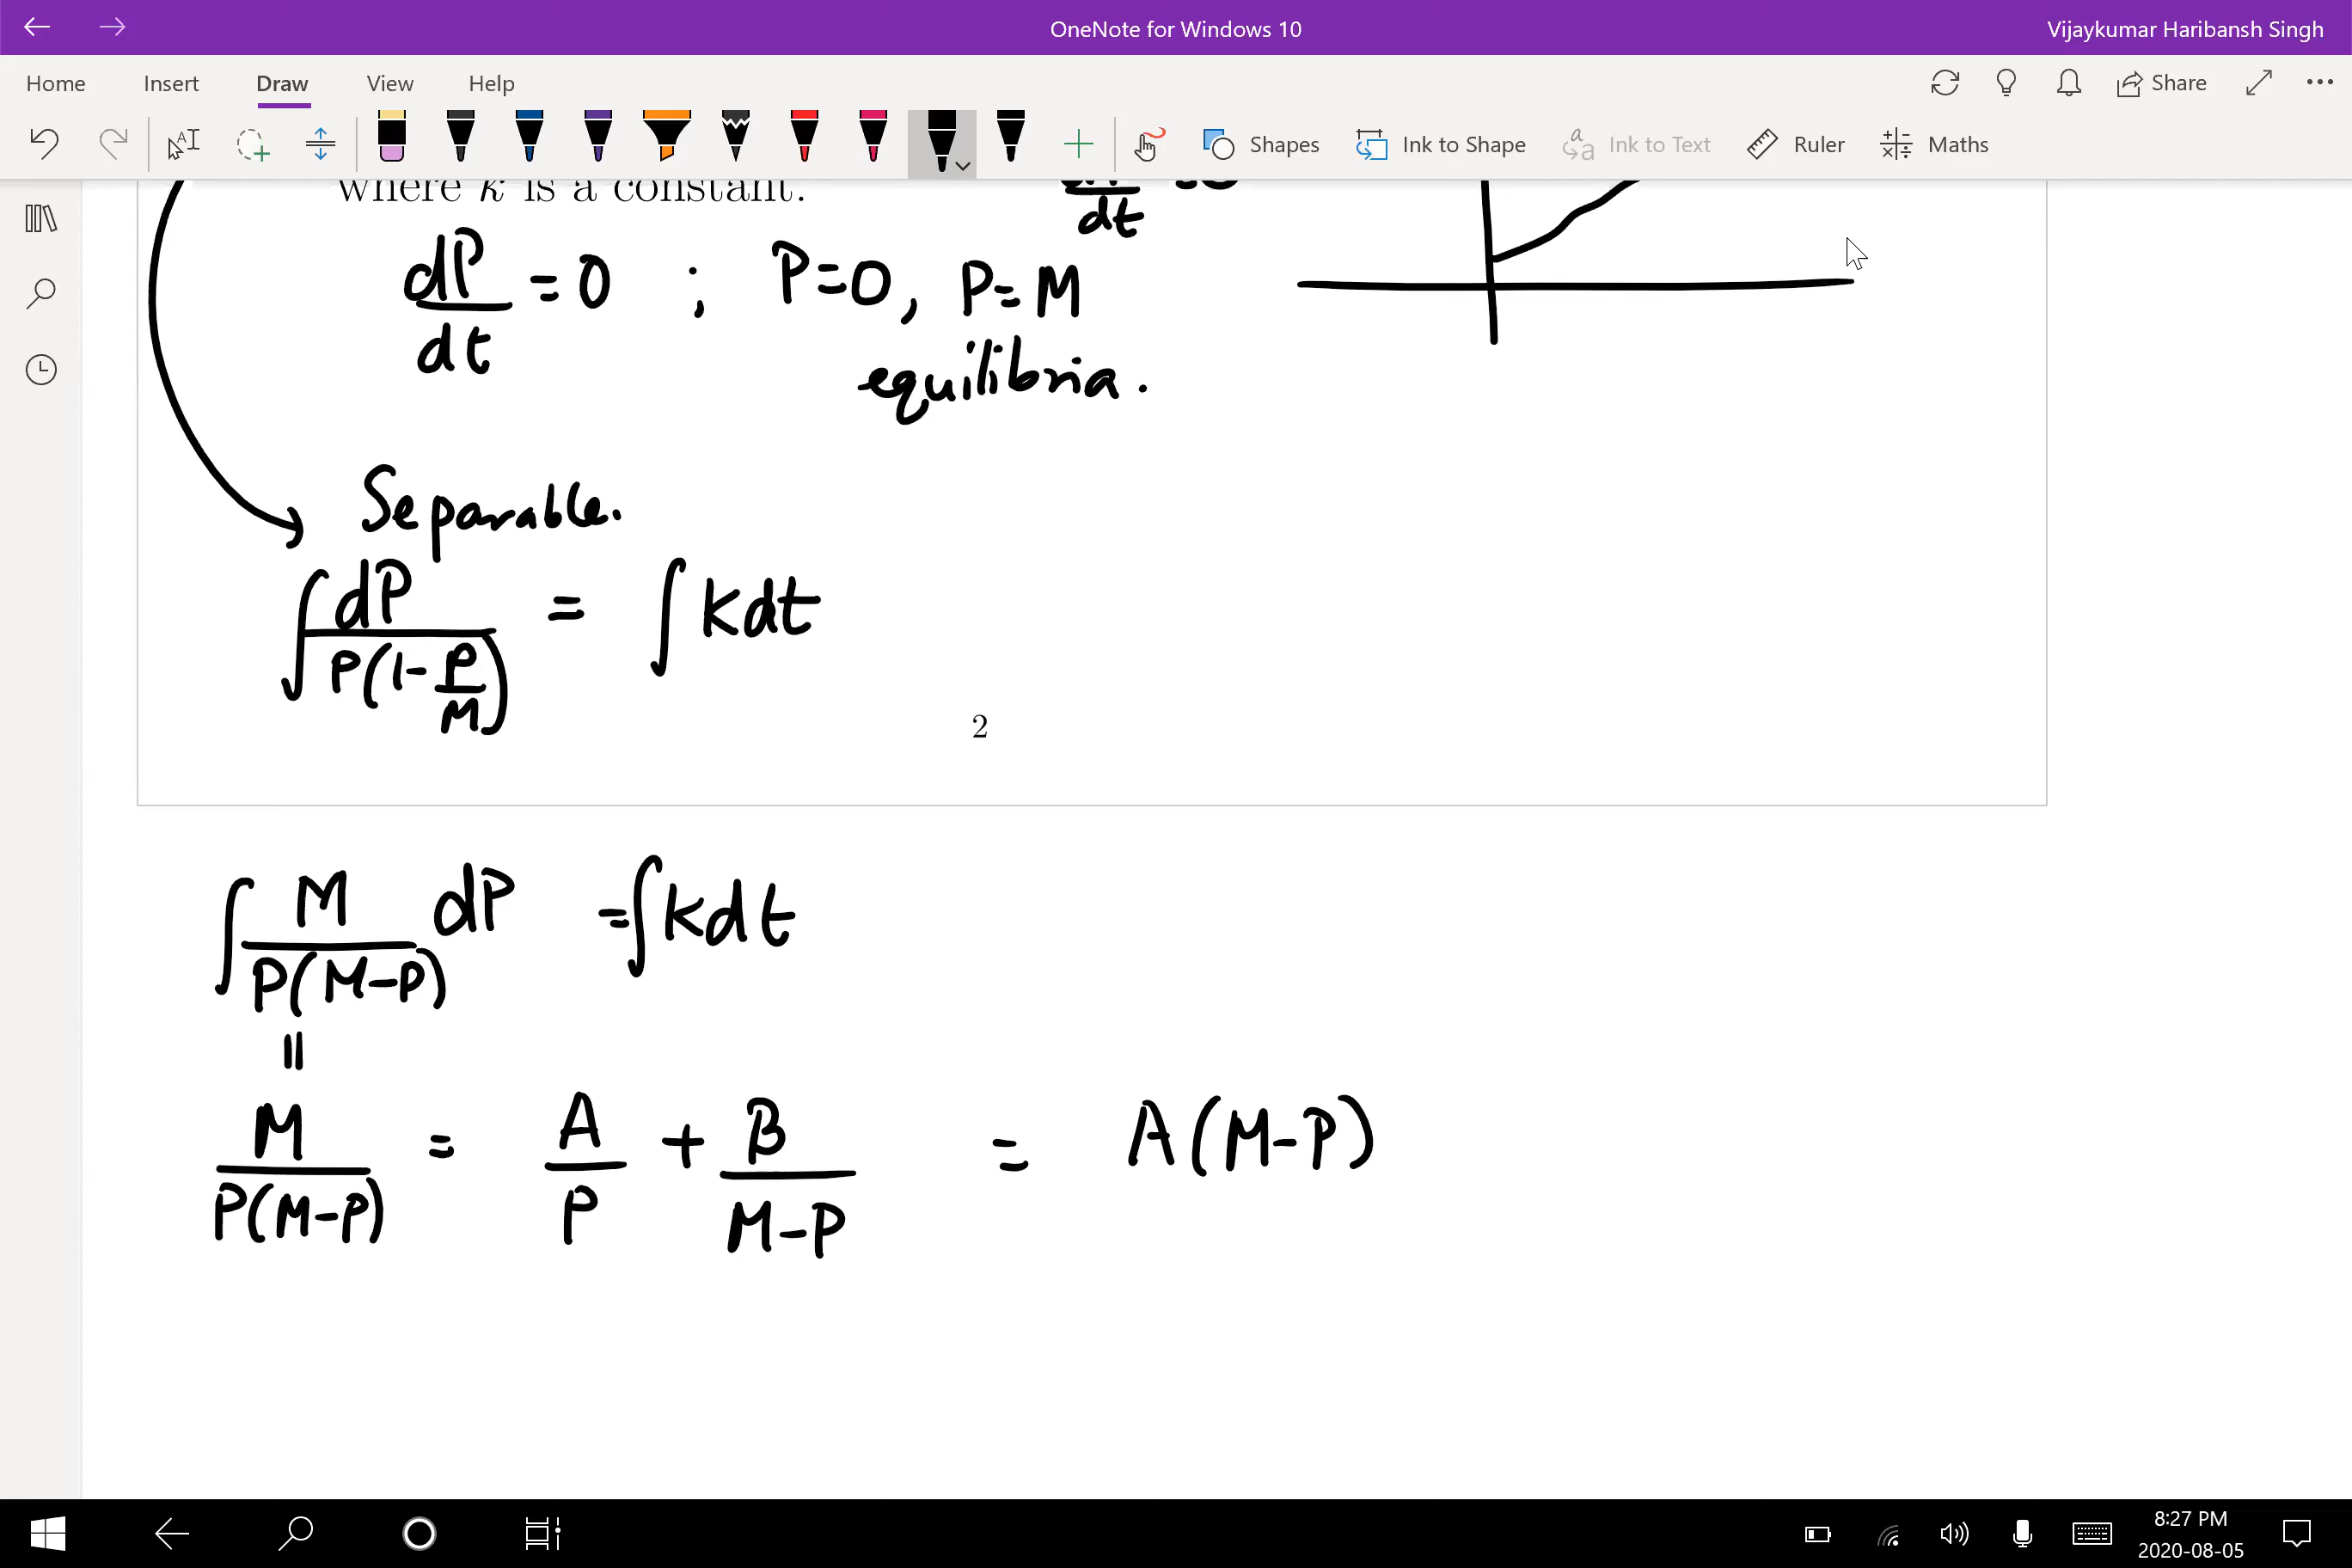 OneNote for Windows 10
Vijaykumar Haribansh Singh
Home Insert Draw View Help Share
Shapes Ink to Shape Ink to Text Ruler Maths
where k is a constant.
dt
dP/dt = 0 ; P=0, P=M
equilibria.
Separable.
∫ dP/P(1-P/M) = ∫ kdt
2
∫ M/P(M-P) dP = ∫ kdt
=
M/P(M-P) = A/P + B/M-P = A(M-P)
8:27 PM
2020-08-05